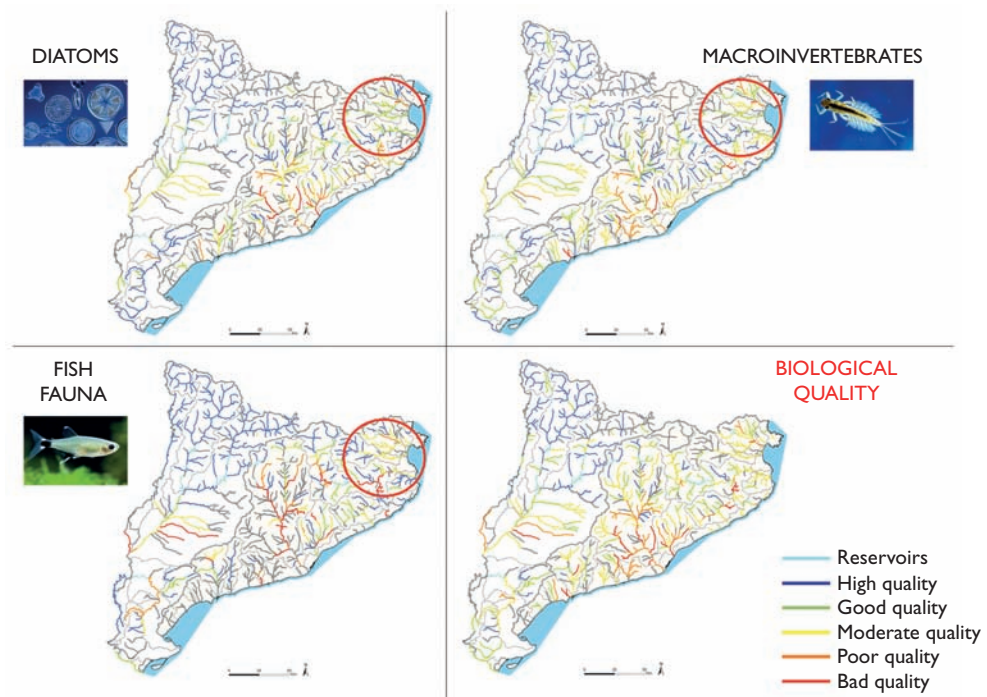 DIATOMS
MACROINVERTEBRATES
FISH
FAUNA
BIOLOGICAL
QUALITY
Reservoirs
High quality
Good quality
Moderate quality
Poor quality
Bad quality